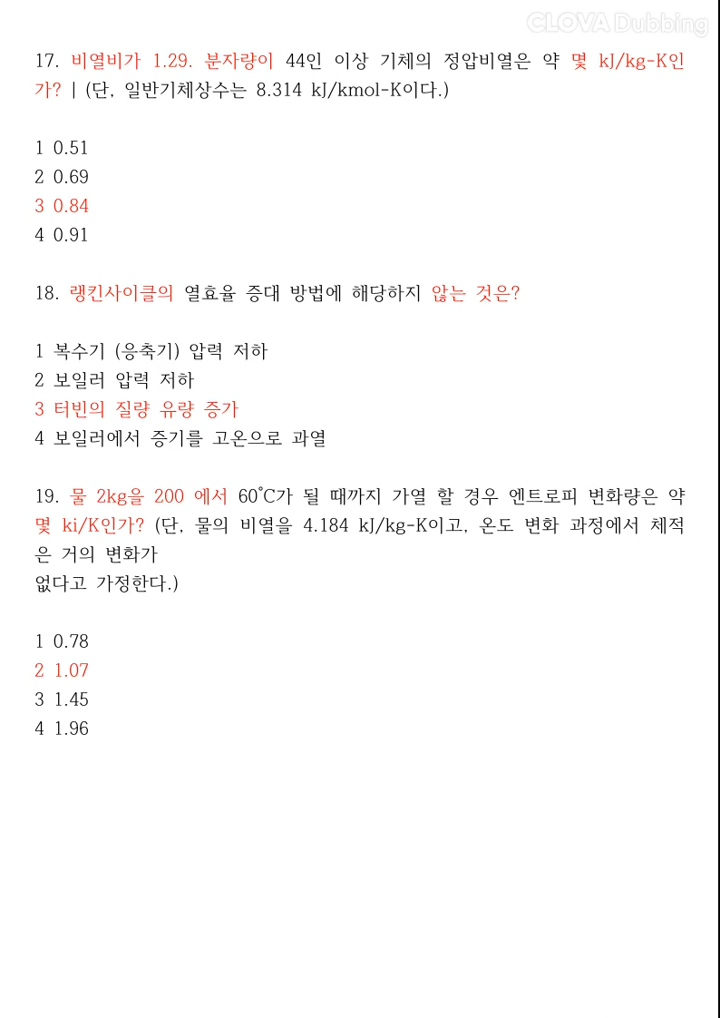 CLOVA Dubbing
17. 비열비가 1.29. 분자량이 44인 이상 기체의 정압비열은 약 몇 kJ/kg-K인
가? | (단, 일반기체상수는 8.314 kJ/kmol-K이다.)
1 0.51
2 0.69
3 0.84
4 0.91
18. 랭킨사이클의 열효율 증대 방법에 해당하지 않는 것은?
1 복수기 (응축기) 압력 저하
2 보일러 압력 저하
3 터빈의 질량 유량 증가
4 보일러에서 증기를 고온으로 과열
19. 물 2kg을 200 에서 60˚C가 될 때까지 가열 할 경우 엔트로피 변화량은 약
몇 ki/K인가? (단, 물의 비열을 4.184 kJ/kg-K이고, 온도 변화 과정에서 체적
은 거의 변화가
없다고 가정한다.)
1 0.78
2 1.07
3 1.45
4 1.96